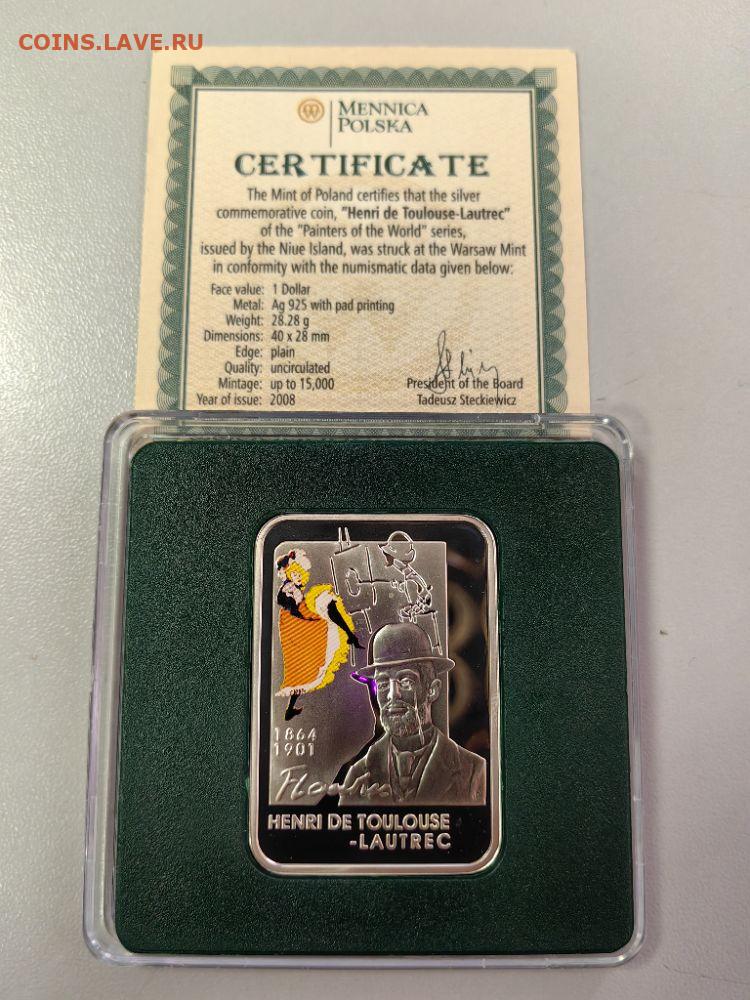 COINS.LAVE.RU
MENNICA
POLSKA
CERTIFICATE
The Mint of Poland certifies that the silver
commemorative coin, "Henri de Toulouse-Lautrec"
of the "Painters of the World" series,
issued by the Niue Island, was struck at the Warsaw Mint
in conformity with the numismatic data given below:
Face value: 1 Dollar
Metal: Ag 925 with pad printing
Weight: 28.28 g
Dimensions: 40 x 28 mm
Edge: plain
Quality: uncirculated
Mintage: up to 15,000
Year of issue: 2008
President of the Board
Tadeusz Steckiewicz
1864
1901
HENRI DE TOULOUSE
-LAUTREC